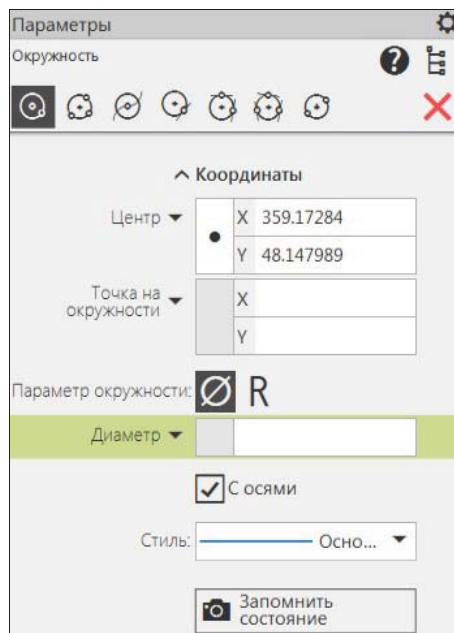 Параметры
Окружность
Координаты
Центр X 359.17284
Y 48.147989
Точка на
окружности X
Y
Параметр окружности: R
Диаметр
С осями
Стиль: Осно...
Запомнить
состояние